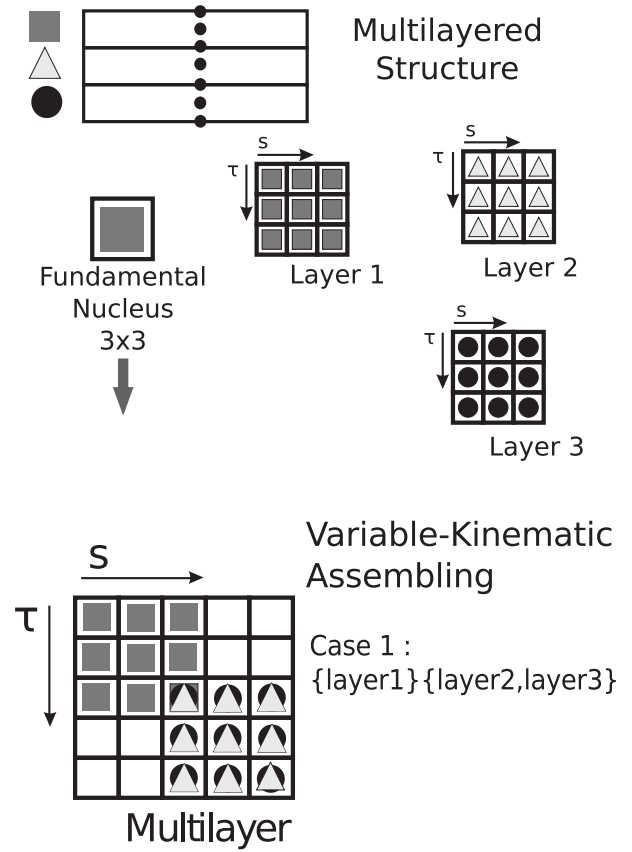 Multilayered
Structure
s
τ
Layer 1
s
τ
Layer 2
Fundamental
Nucleus
3x3
s
τ
Layer 3
Variable-Kinematic
Assembling
s
τ
Case 1 :
{layer1}{layer2,layer3}
Multilayer